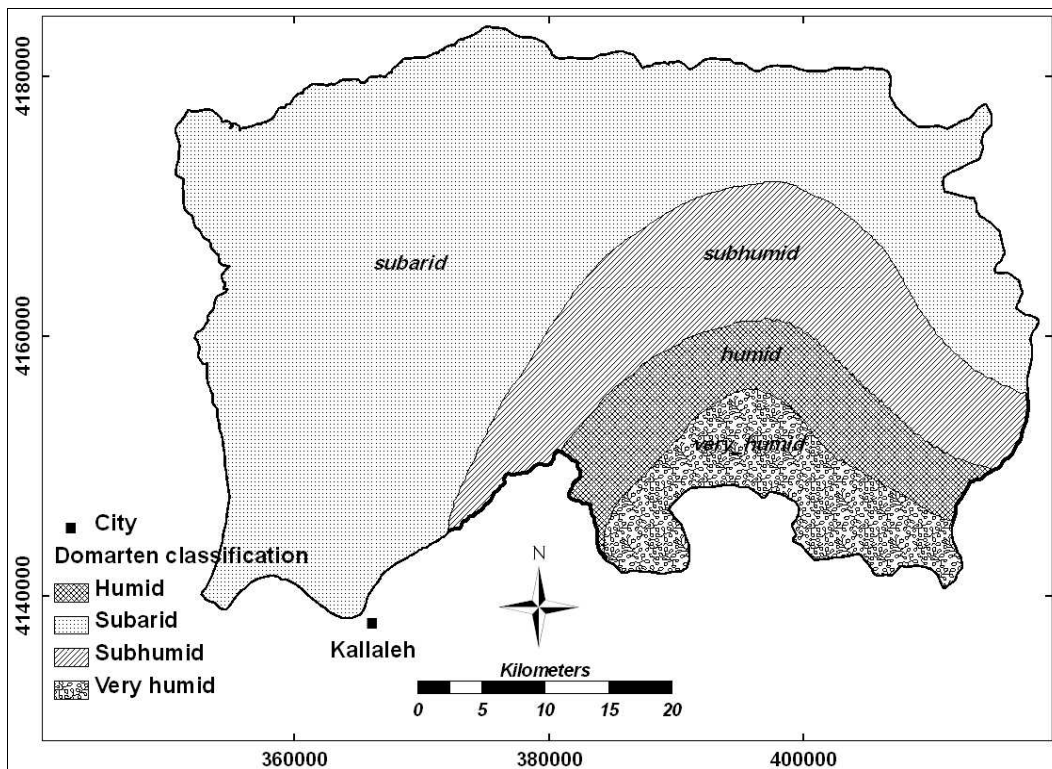 4180000
4160000
4140000
subarid
subhumid
humid
very_humid
City
Domarten classification
Humid
Subarid
Subhumid
Very humid
Kallaleh
N
Kilometers
0 5 10 15 20
360000 380000 400000